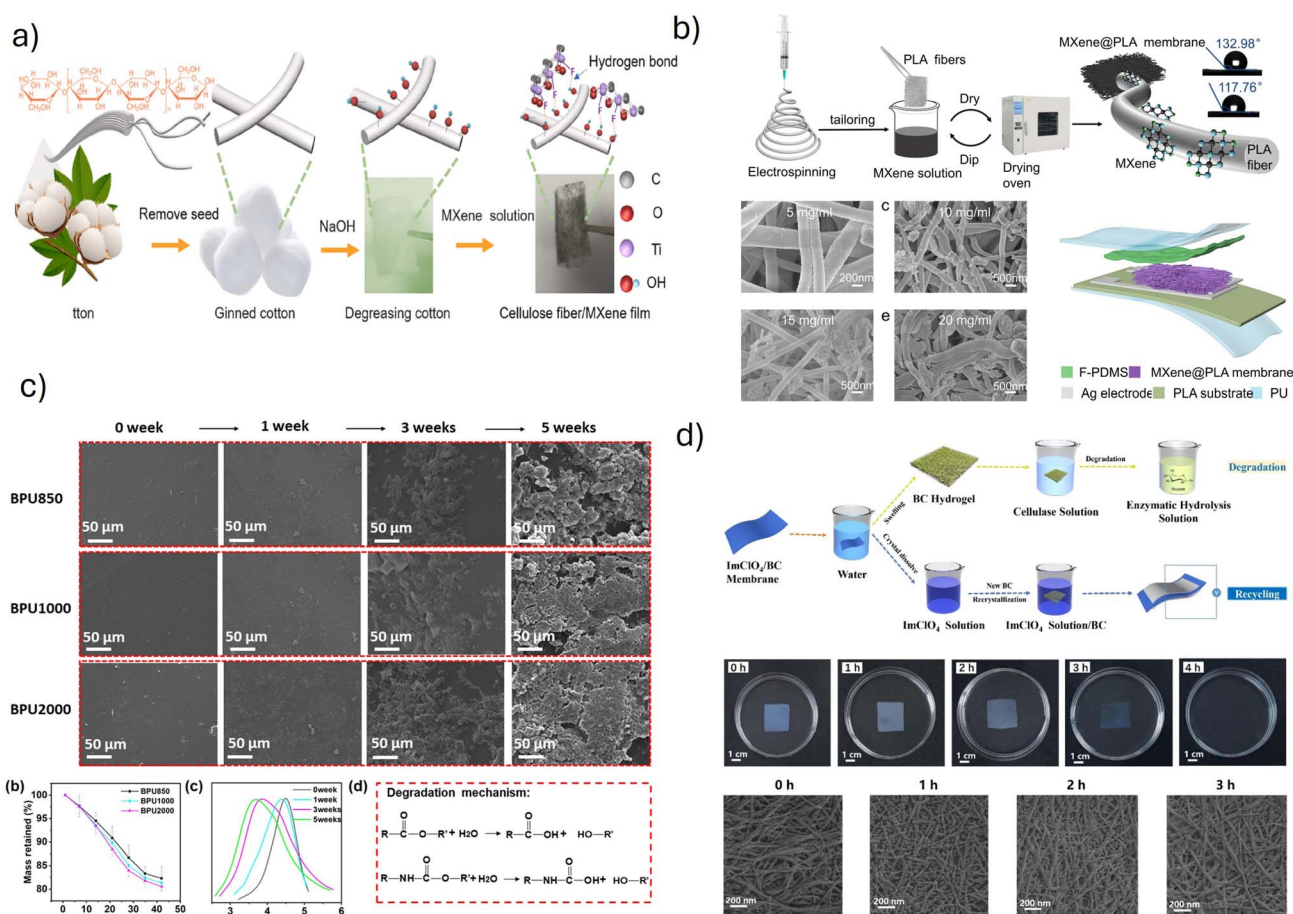 a)
CH₂OH
Hydrogen bond
Remove seed
NaOH
MXene solution
C
O
Ti
OH
tton
Ginned cotton
Degreasing cotton
Cellulose fiber/MXene film
b)
PLA fibers
tailoring
Dry
Dip
Electrospinning
MXene solution
Drying
oven
MXene@PLA membrane
132.98°
117.76°
MXene
PLA
fiber
5 mg/ml
200nm
c
10 mg/ml
500nm
15 mg/ml
500nm
e
20 mg/ml
500nm
F-PDMS
MXene@PLA membrane
Ag electrode
PLA substrate
PU
c)
0 week
1 week
3 weeks
5 weeks
BPU850
50 µm
50 µm
50 µm
50 µm
BPU1000
50 µm
50 µm
50 µm
50 µm
BPU2000
50 µm
50 µm
50 µm
50 µm
(b)
BPU850
BPU1000
BPU2000
Mass retained (%)
100
95
90
85
80
0 10 20 30 40 50
(c)
0week
1week
3weeks
5weeks
3 4 5 6
(d)
Degradation mechanism:
O
O
R-C-O-R'+ H2O
R-C-OH+ HO-R'
O
O
R-NH-C-O-R'+H2O
R-NH-C-OH+ HO-R'
d)
ImClO₄/BC
Membrane
Water
Swelling
BC Hydrogel
Cellulase Solution
Degradation
Enzymatic Hydrolysis
Solution
Degradation
Crystal dissolve
ImClO₄ Solution
New BC
Recrystallization
ImClO₄ Solution/BC
V
Recycling
0 h
1 cm
1 h
1 cm
2 h
1 cm
3 h
1 cm
4 h
1 cm
0 h
1 h
2 h
3 h
200 nm
200 nm
200 nm
200 nm